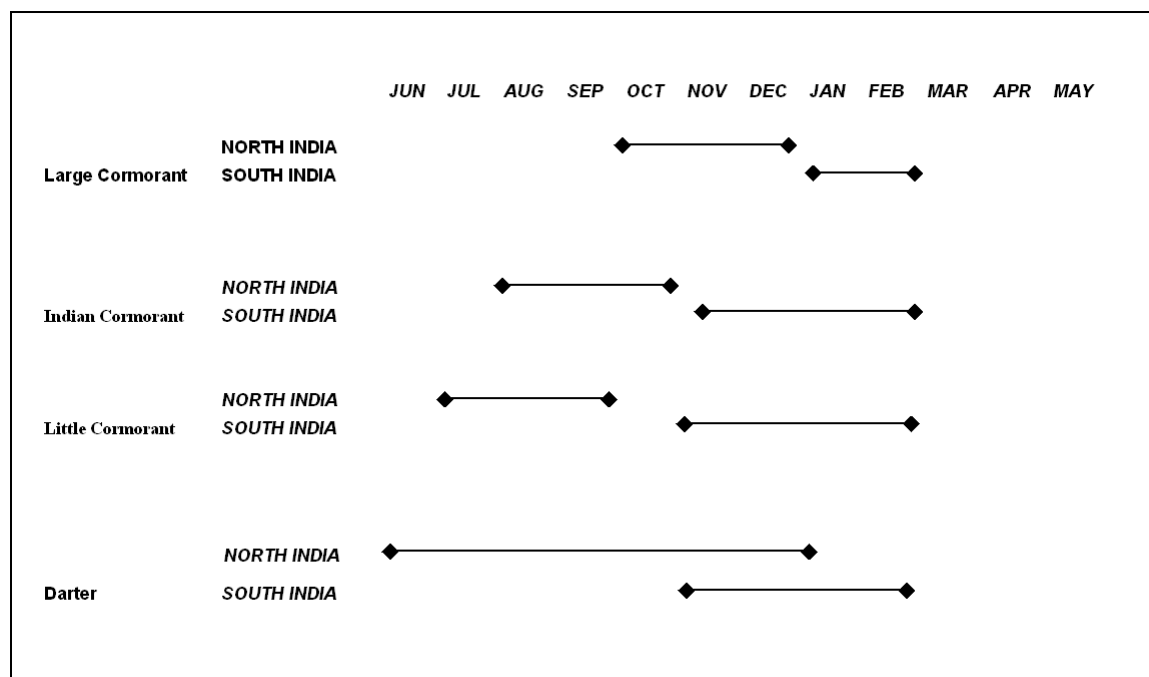 JUN JUL AUG SEP OCT NOV DEC JAN FEB MAR APR MAY
NORTH INDIA
Large Cormorant SOUTH INDIA
NORTH INDIA
Indian Cormorant SOUTH INDIA
NORTH INDIA
Little Cormorant SOUTH INDIA
NORTH INDIA
Darter SOUTH INDIA